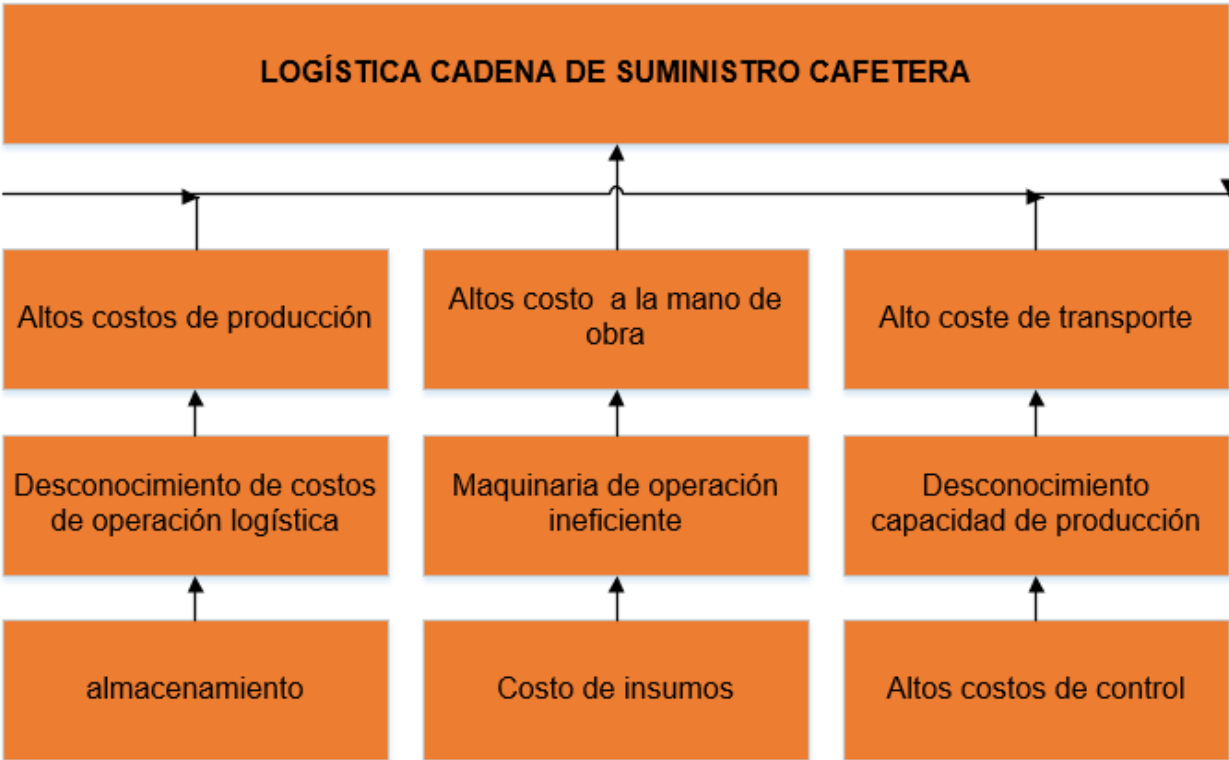 LOGÍSTICA CADENA DE SUMINISTRO CAFETERA
Altos costos de producción
Altos costo  a la mano de
obra
Alto coste de transporte
Desconocimiento de costos
de operación logística
Maquinaria de operación
ineficiente
Desconocimiento
capacidad de producción
almacenamiento
Costo de insumos
Altos costos de control